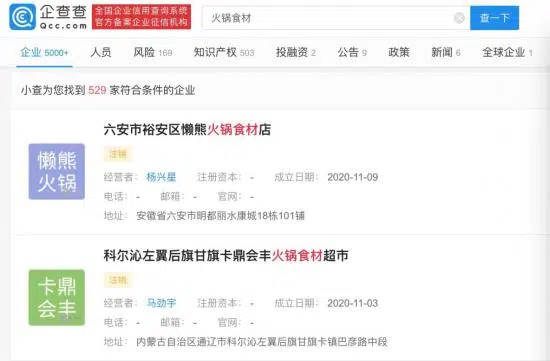 企查查
Qcc.com
全国企业信用查询系统
官方备案企业征信机构
火锅食材
查一下
企业 5000+
人员
风险 169
知识产权 503
投融资 2
公告 9
政策
新闻 6
全球企业 1
小查为您找到 529 家符合条件的企业
懒熊
火锅
六安市裕安区懒熊火锅食材店
注销
经营者: 杨兴星 注册资本: - 成立日期: 2020-11-09
电话: - 邮箱: - 官网: -
地址: 安徽省六安市明都丽水康城18栋101铺
卡鼎
会丰
科尔沁左翼后旗甘旗卡鼎会丰火锅食材超市
注销
经营者: 马劲宇 注册资本: - 成立日期: 2020-11-03
电话: - 邮箱: - 官网: -
地址: 内蒙古自治区通辽市科尔沁左翼后旗甘旗卡镇巴彦路中段